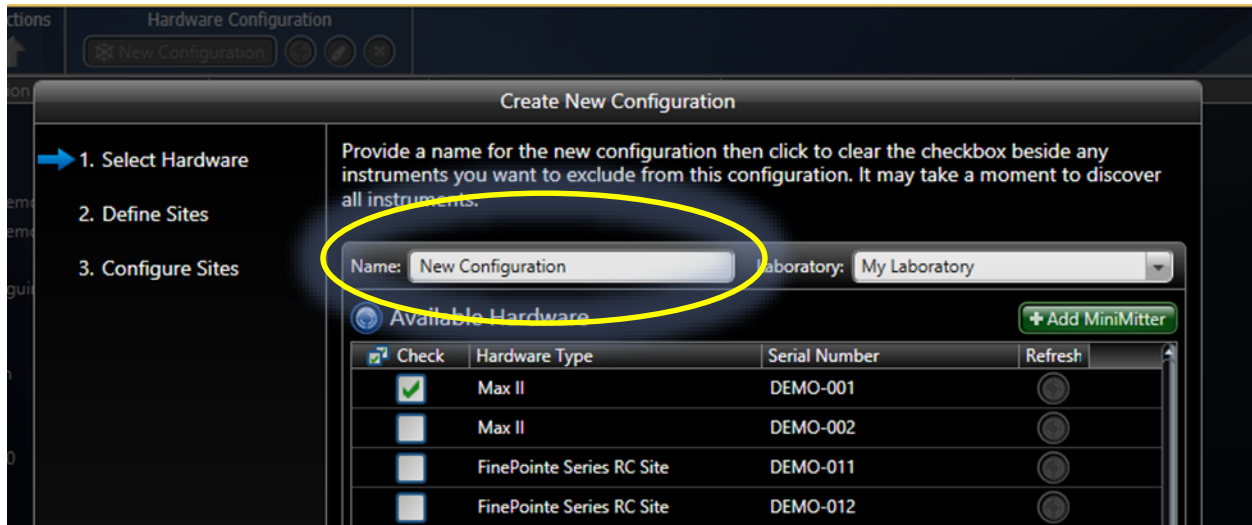 ctions
Hardware Configuration
New Configuration
ion
Create New Configuration
1. Select Hardware
2. Define Sites
3. Configure Sites
Provide a name for the new configuration then click to clear the checkbox beside any
instruments you want to exclude from this configuration. It may take a moment to discover
all instruments.
Name: New Configuration Laboratory: My Laboratory
Available Hardware + Add MiniMitter
Check Hardware Type Serial Number Refresh
Max II DEMO-001
Max II DEMO-002
FinePointe Series RC Site DEMO-011
FinePointe Series RC Site DEMO-012